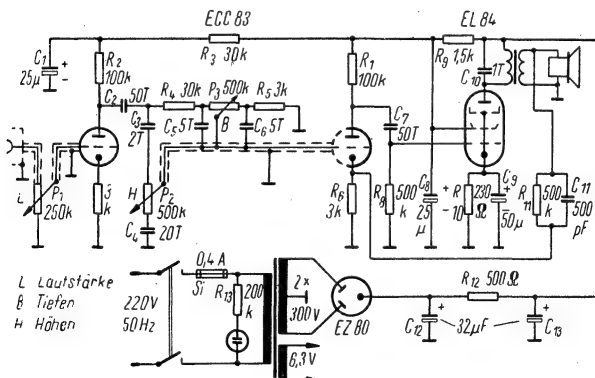 ECC 83
EL 84
C1
25µ
+
-
R2
100k
R3 30k
R1
100k
R9 1,5k
C10
1T
C2 50T
R4 30k
P3 500k
R5 3k
C3
2T
C5 5T
B
C6 5T
C7
50T
P1
250k
L
3
k
H
P2
500k
C4
20T
R6
3k
R8
500
k
C8
25
µ
+
-
R
10
230
Ω
C9
+
50µ
R
11
500
k
C11
500
pF
L Lautstärke
B Tiefen
H Höhen
220V
50Hz
0,4 A
Si
R13
200
k
2x
300V
6,3V
EZ 80
R12 500 Ω
C12
+
32µF
+
C13